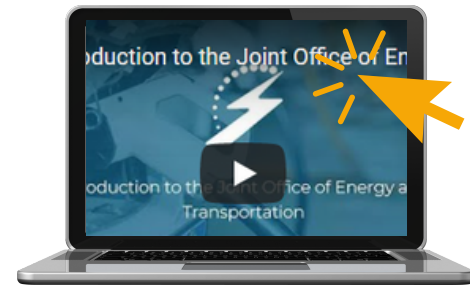 oduction to the Joint Office of En
oduction to the Joint Office of Energy a
Transportation